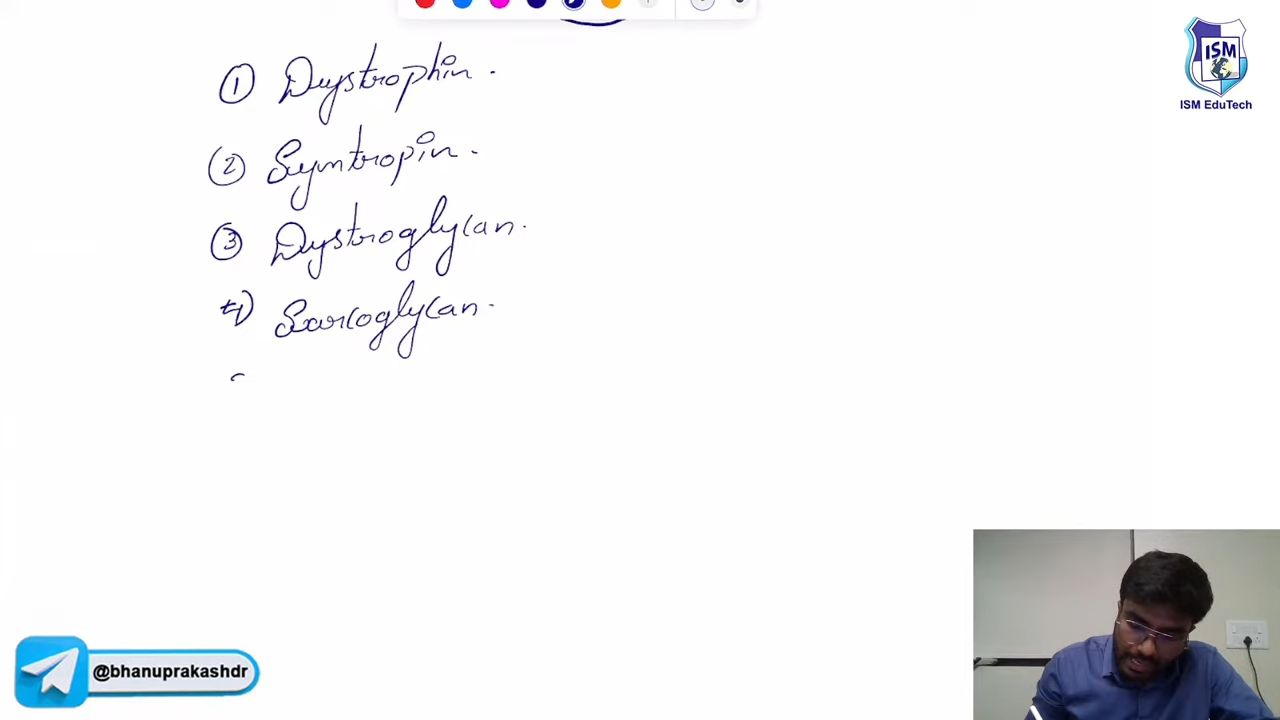 ISM
ISM EduTech
① Dystrophin.
② Syntropin.
③ Dystroglycan.
4) Sarcoglycan.
@bhanuprakashdr